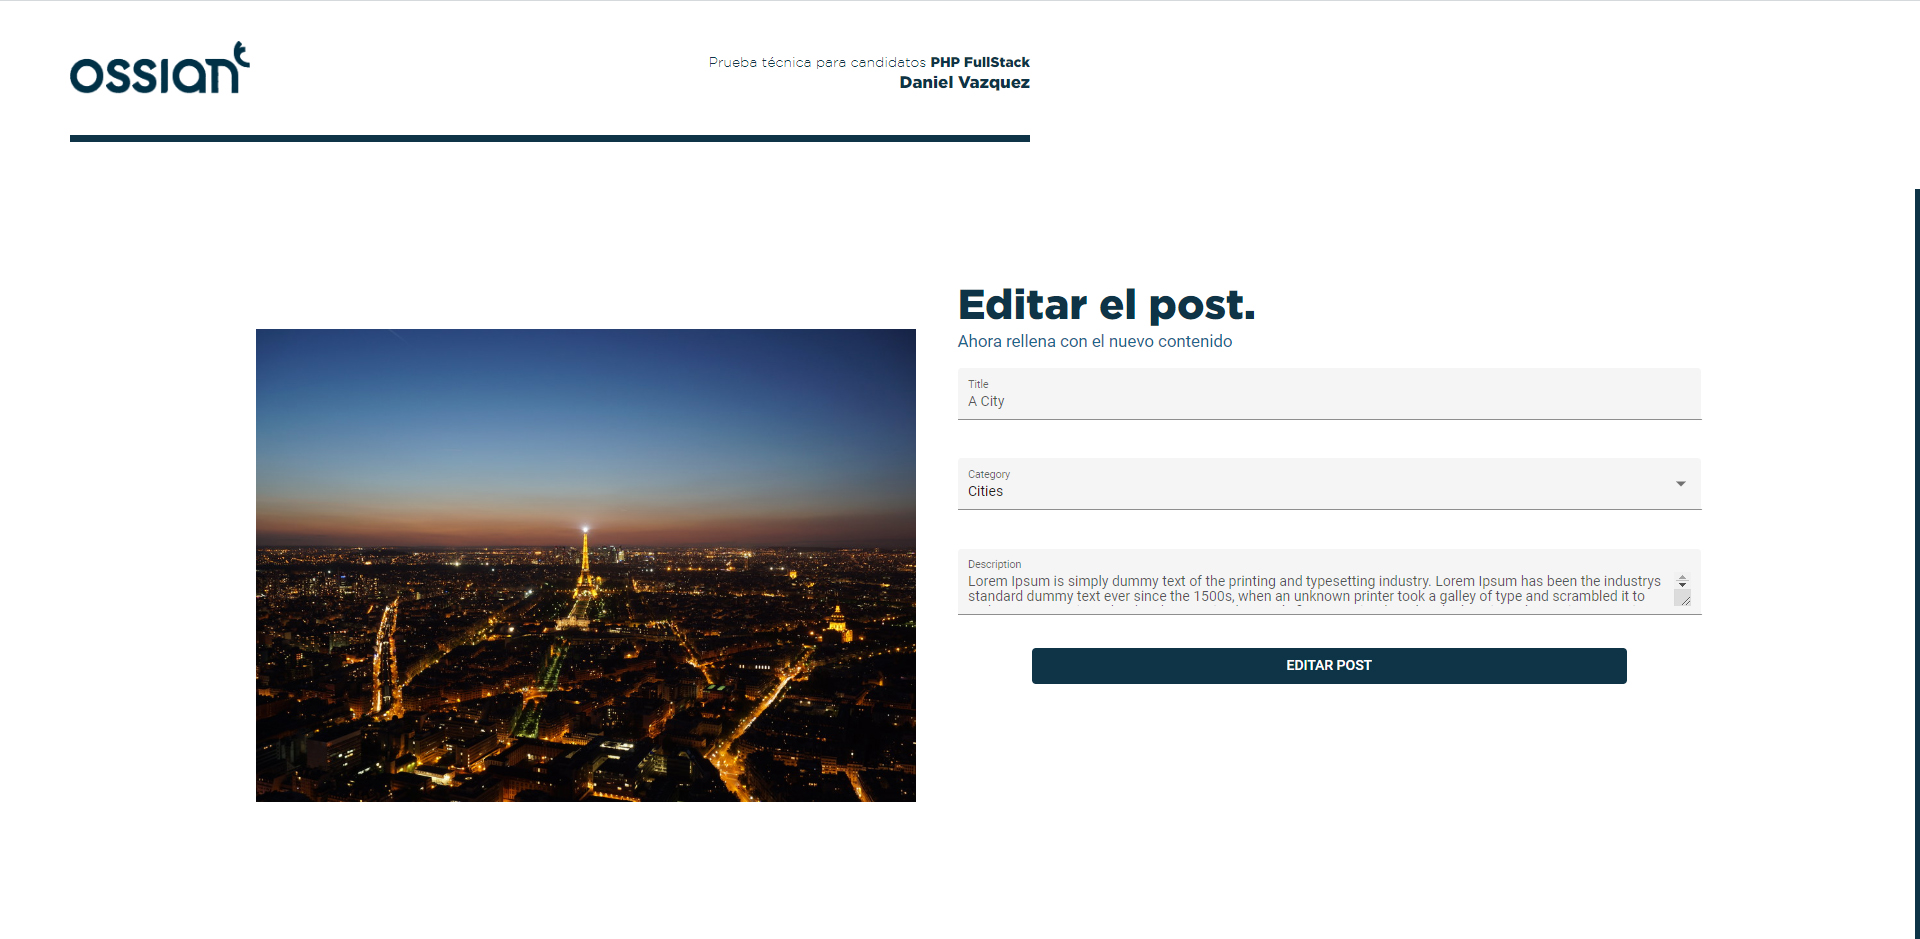 ossian
Prueba técnica para candidatos PHP FullStack
Daniel Vazquez
Editar el post.
Ahora rellena con el nuevo contenido
Title
A City
Category
Cities
Description
Lorem Ipsum is simply dummy text of the printing and typesetting industry. Lorem Ipsum has been the industrys
standard dummy text ever since the 1500s, when an unknown printer took a galley of type and scrambled it to
EDITAR POST